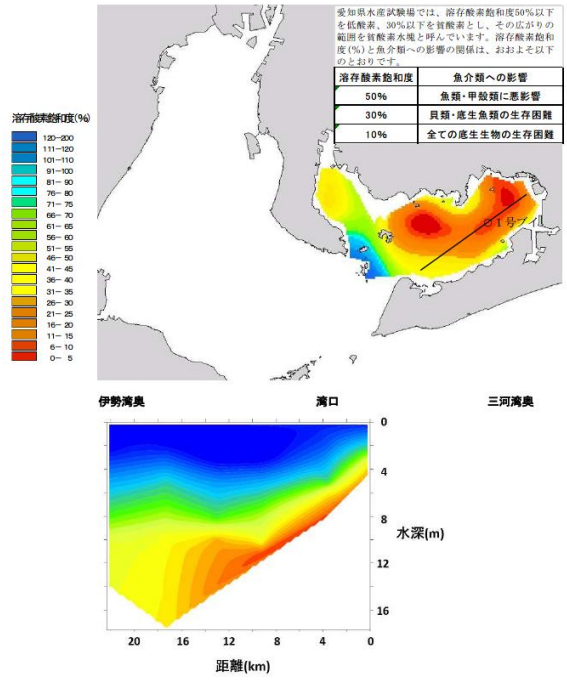 愛知県水産試験場では、溶存酸素飽和度50%以下
を低酸素、30%以下を貧酸素とし、その広がりの
範囲を貧酸素水塊と呼んでいます。溶存酸素飽和
度(%)と魚介類への影響の関係は、おおよそ以下
のとおりです。
溶存酸素飽和度 魚介類への影響
50% 魚類・甲殻類に悪影響
30% 貝類・底生魚類の生存困難
10% 全ての底生生物の生存困難
溶存酸素飽和度(%)
120-200
111-120
101-110
91-100
81-90
76-80
71-75
66-70
61-65
56-60
51-55
46-50
41-45
36-40
31-35
26-30
21-25
16-20
11-15
6-10
0-5
1号ブイ
伊勢湾奥 湾口 三河湾奥
0
4
8
12
16
水深(m)
20 16 12 8 4 0
距離(km)